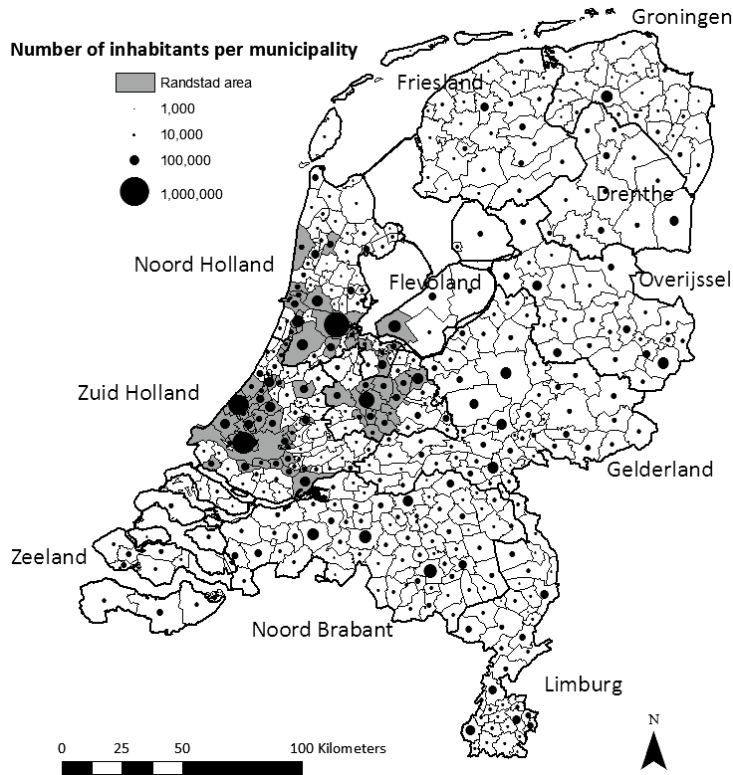 Groningen
Number of inhabitants per municipality
Randstad area
1,000
10,000
100,000
1,000,000
Friesland
Drenthe
Noord Holland
Flevoland
Overijssel
Zuid Holland
Gelderland
Zeeland
Noord Brabant
Limburg
N
0 25 50 100 Kilometers